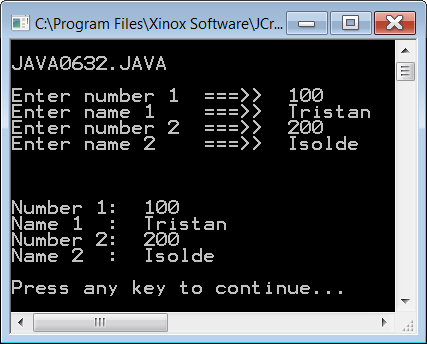 C:\Program Files\Xinox Software\JCr...
JAVA0632.JAVA
Enter number 1  ===>>  100
Enter name 1    ===>>  Tristan
Enter number 2  ===>>  200
Enter name 2    ===>>  Isolde
Number 1:  100
Name 1  :  Tristan
Number 2:  200
Name 2  :  Isolde
Press any key to continue...